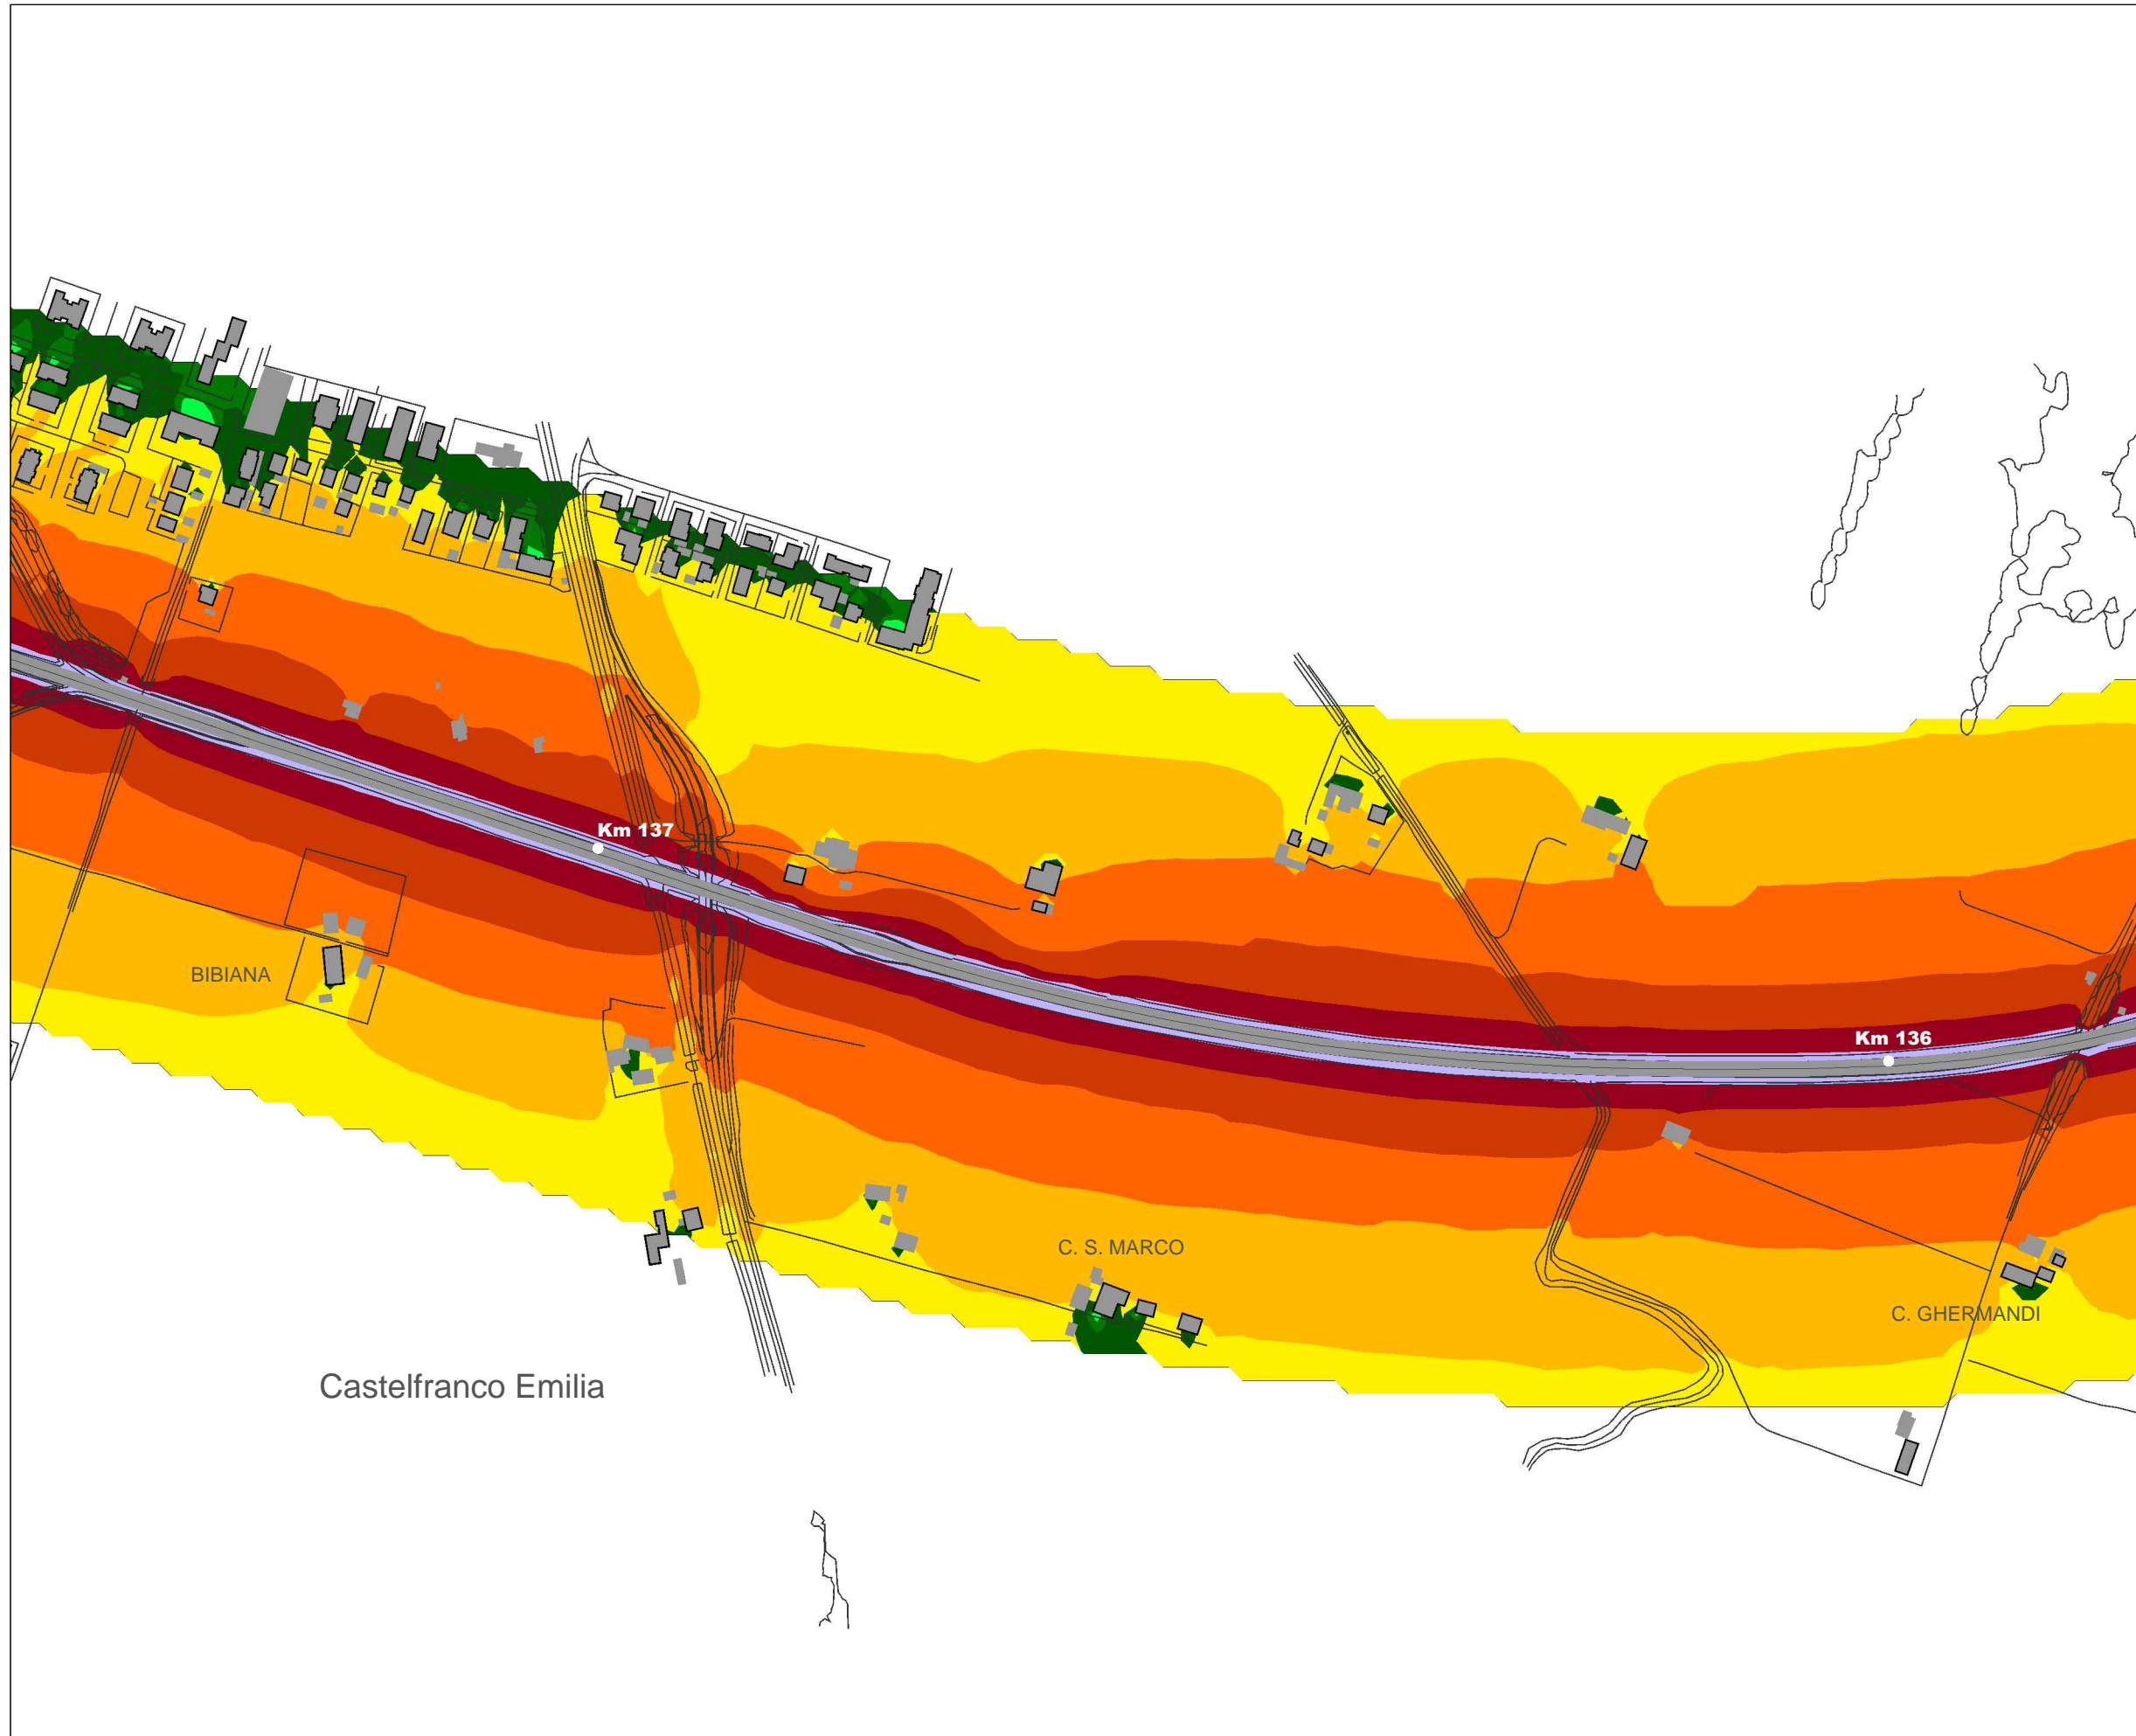 Km 137
BIBIANA
Km 136
C. S. MARCO
C. GHERMANDI
Castelfranco Emilia